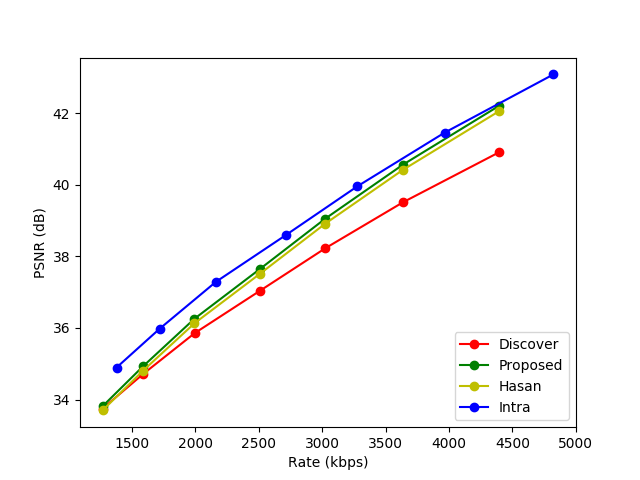 42
40
38
36
34
PSNR (dB)
Discover
Proposed
Hasan
Intra
1500 2000 2500 3000 3500 4000 4500 5000
Rate (kbps)